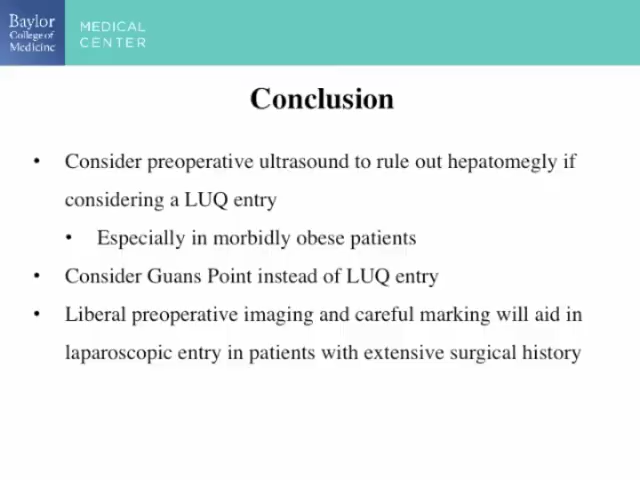 Baylor
College of
Medicine
MEDICAL
CENTER
Conclusion
• Consider preoperative ultrasound to rule out hepatomegly if
considering a LUQ entry
• Especially in morbidly obese patients
• Consider Guans Point instead of LUQ entry
• Liberal preoperative imaging and careful marking will aid in
laparoscopic entry in patients with extensive surgical history